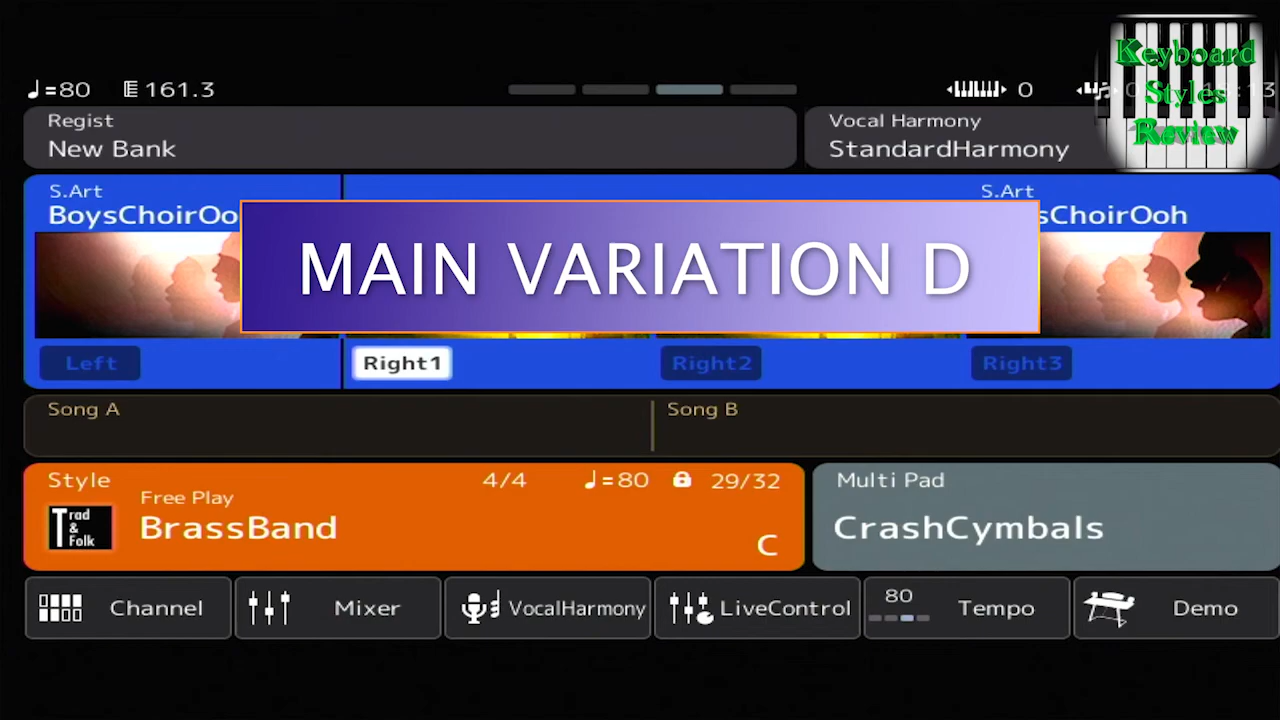 ♩=80 161.3 0
Keyboard
Styles
Review
Regist
New Bank
Vocal Harmony
StandardHarmony
S.Art
BoysChoirOo
S.Art
sChoirOoh
MAIN VARIATION D
Left
Right1
Right2
Right3
Song A
Song B
Style 4/4 ♩=80 29/32
Trad
&
Folk
Free Play
BrassBand
C
Multi Pad
CrashCymbals
Channel
Mixer
VocalHarmony
LiveControl
80
Tempo
Demo